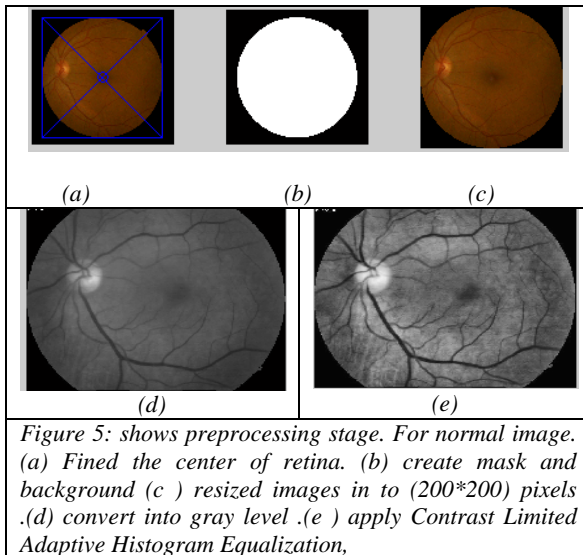 (a) (b) (c)
(d) (e)
Figure 5: shows preprocessing stage. For normal image.
(a) Fined the center of retina. (b) create mask and
background (c ) resized images in to (200*200) pixels
.(d) convert into gray level .(e ) apply Contrast Limited
Adaptive Histogram Equalization,